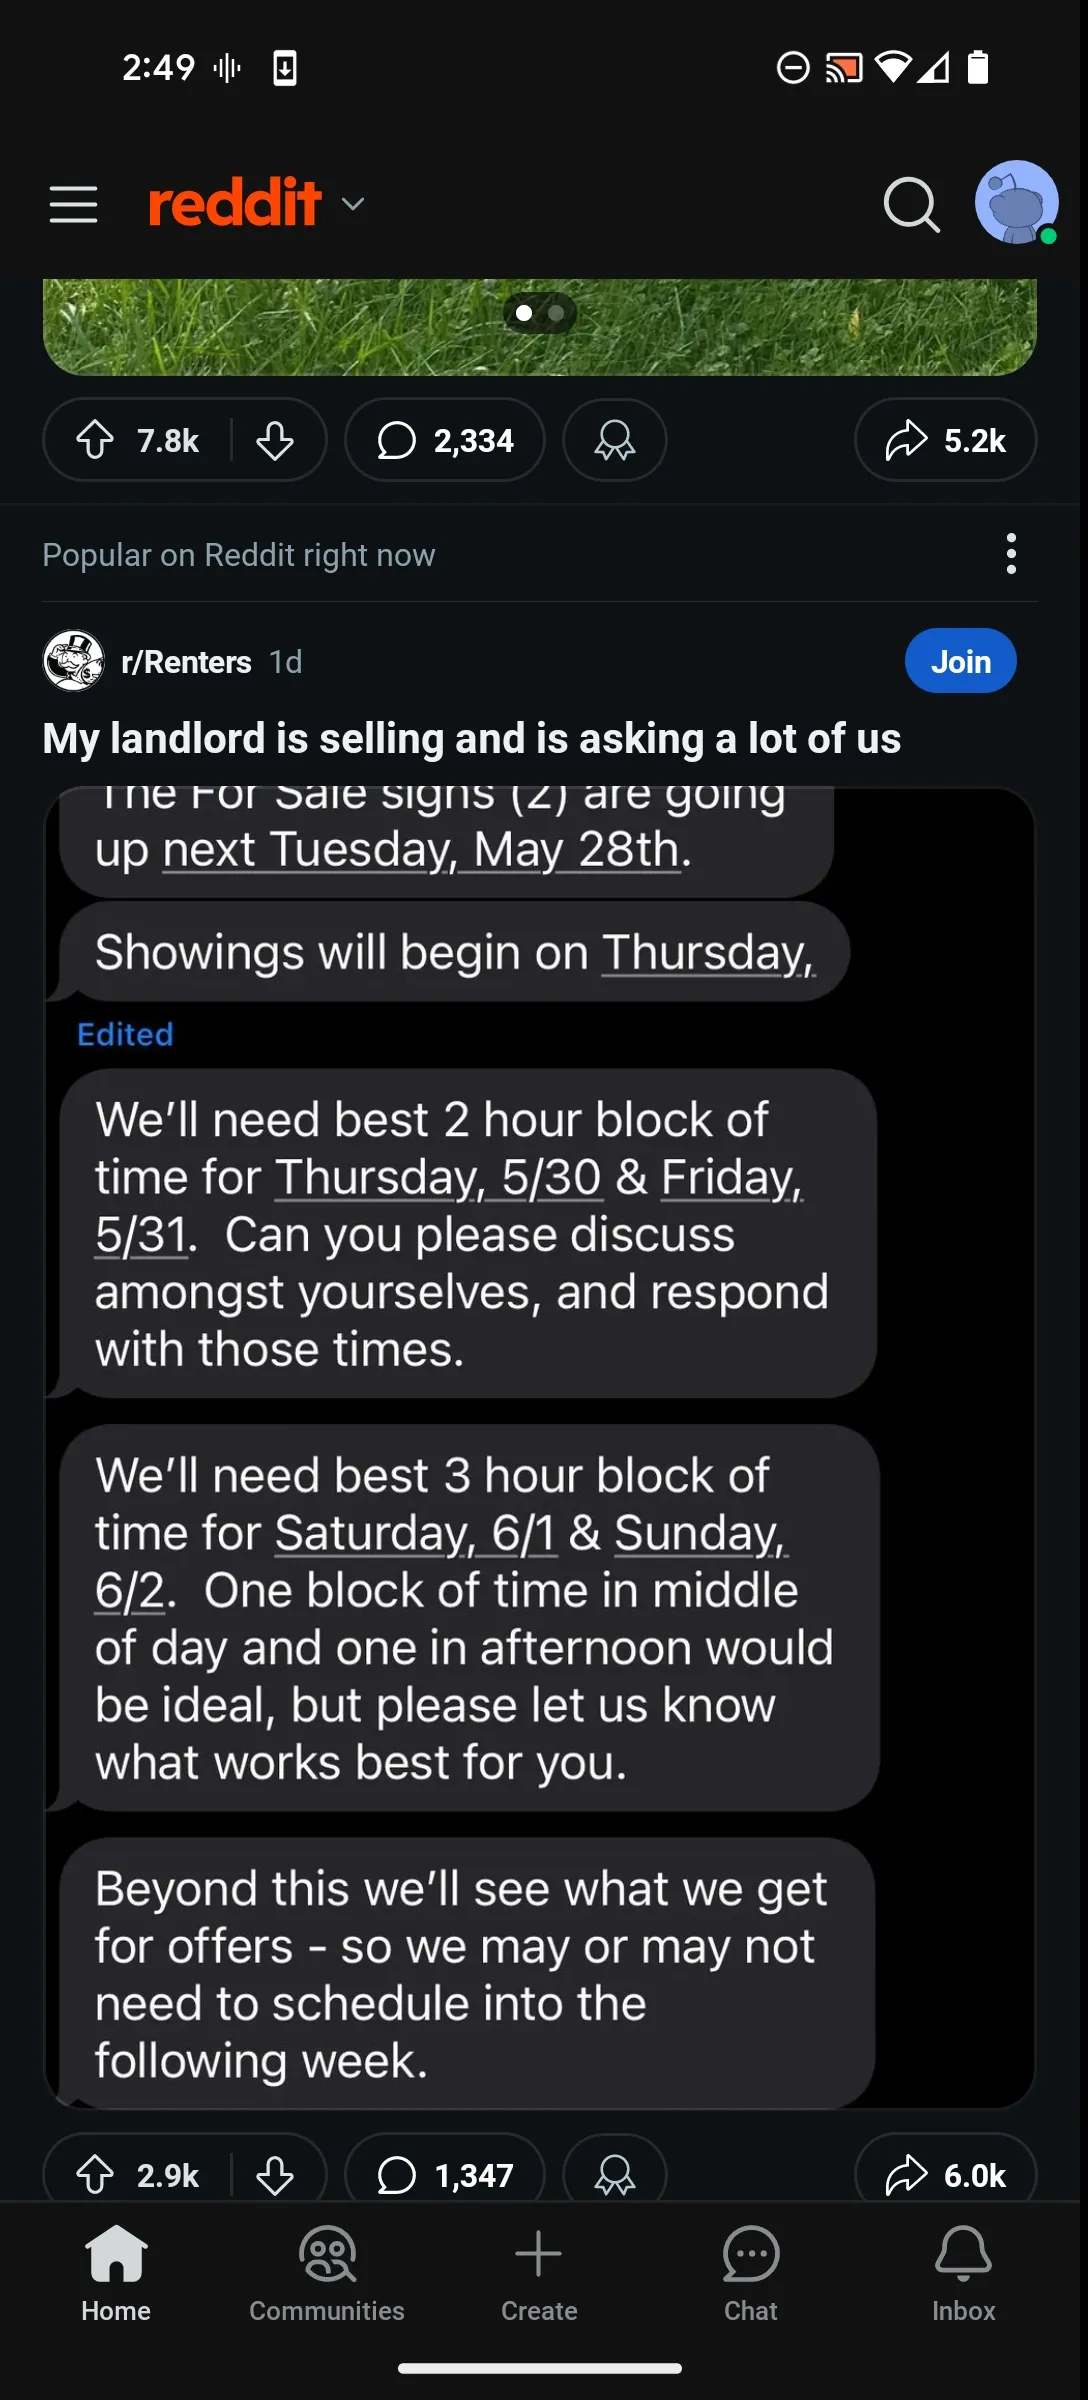 2:49
reddit
7.8k
2,334
5.2k
Popular on Reddit right now
r/Renters 1d
Join
My landlord is selling and is asking a lot of us
The For Sale signs (2) are going
up next Tuesday, May 28th.
Showings will begin on Thursday,
Edited
We'll need best 2 hour block of
time for Thursday, 5/30 & Friday,
5/31.  Can you please discuss
amongst yourselves, and respond
with those times.
We'll need best 3 hour block of
time for Saturday, 6/1 & Sunday,
6/2.  One block of time in middle
of day and one in afternoon would
be ideal, but please let us know
what works best for you.
Beyond this we'll see what we get
for offers - so we may or may not
need to schedule into the
following week.
2.9k
1,347
6.0k
Home
Communities
Create
Chat
Inbox